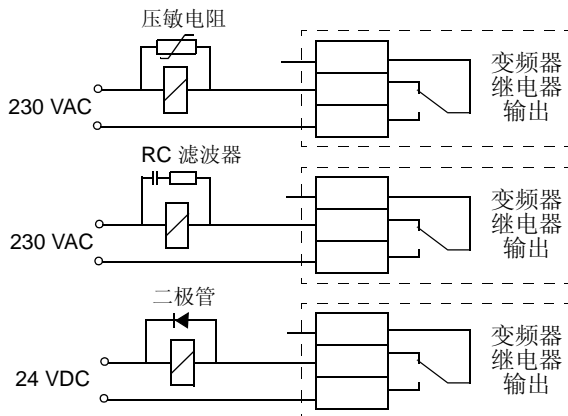 压敏电阻
变频器
继电器
输出
230 VAC
RC 滤波器
变频器
继电器
输出
230 VAC
二极管
变频器
继电器
输出
24 VDC